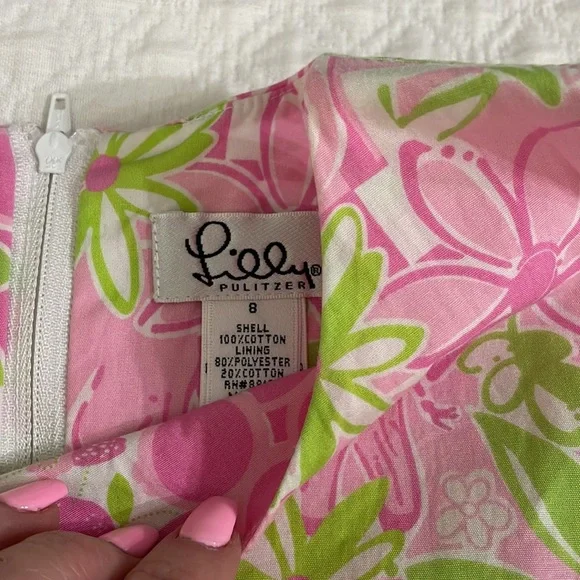 Lilly®
PULITZER
8
SHELL
100%COTTON
LINING
80%POLYESTER
20%COTTON